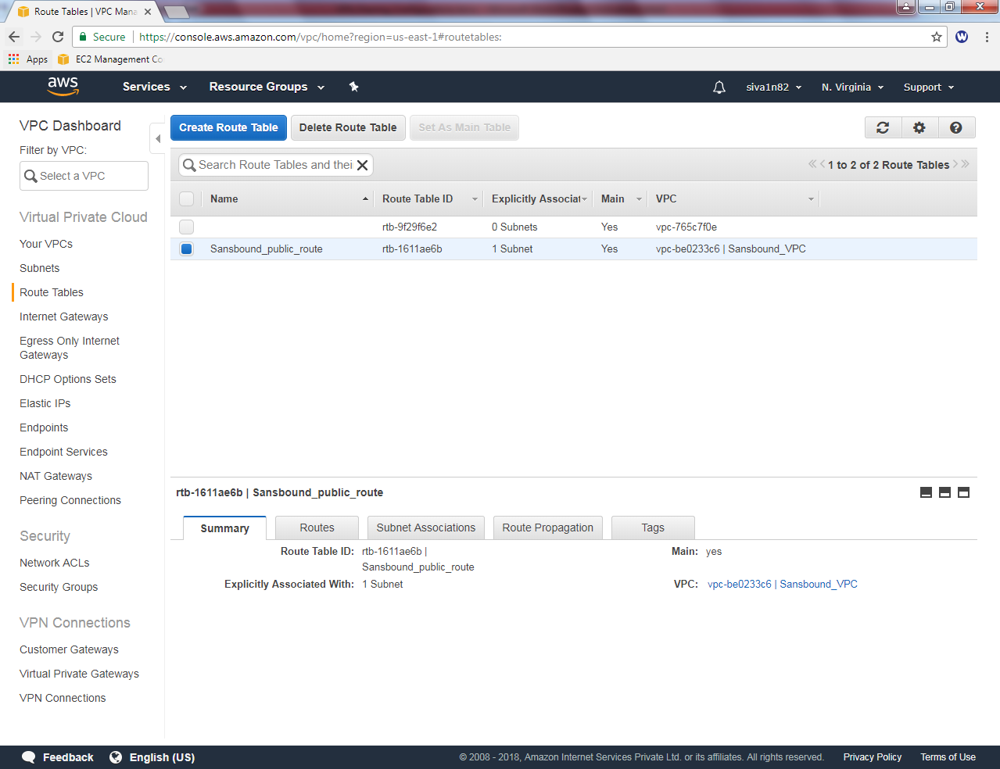 Route Tables | VPC Mana
Secure https://console.aws.amazon.com/vpc/home?region=us-east-1#routetables:
W
Apps EC2 Management Co
aws Services Resource Groups siva1n82 N. Virginia Support
VPC Dashboard
Filter by VPC:
Select a VPC
Virtual Private Cloud
Your VPCs
Subnets
Route Tables
Internet Gateways
Egress Only Internet
Gateways
DHCP Options Sets
Elastic IPs
Endpoints
Endpoint Services
NAT Gateways
Peering Connections
Security
Network ACLs
Security Groups
VPN Connections
Customer Gateways
Virtual Private Gateways
VPN Connections
Create Route Table Delete Route Table Set As Main Table
Search Route Tables and thei 1 to 2 of 2 Route Tables
Name Route Table ID Explicitly Associat Main VPC
rtb-9f29f6e2 0 Subnets Yes vpc-765c7f0e
Sansbound_public_route rtb-1611ae6b 1 Subnet Yes vpc-be0233c6 | Sansbound_VPC
rtb-1611ae6b | Sansbound_public_route
Summary Routes Subnet Associations Route Propagation Tags
Route Table ID: rtb-1611ae6b |
Sansbound_public_route
Main: yes
Explicitly Associated With: 1 Subnet
VPC: vpc-be0233c6 | Sansbound_VPC
Feedback English (US) © 2008 - 2018, Amazon Internet Services Private Ltd. or its affiliates. All rights reserved. Privacy Policy Terms of Use